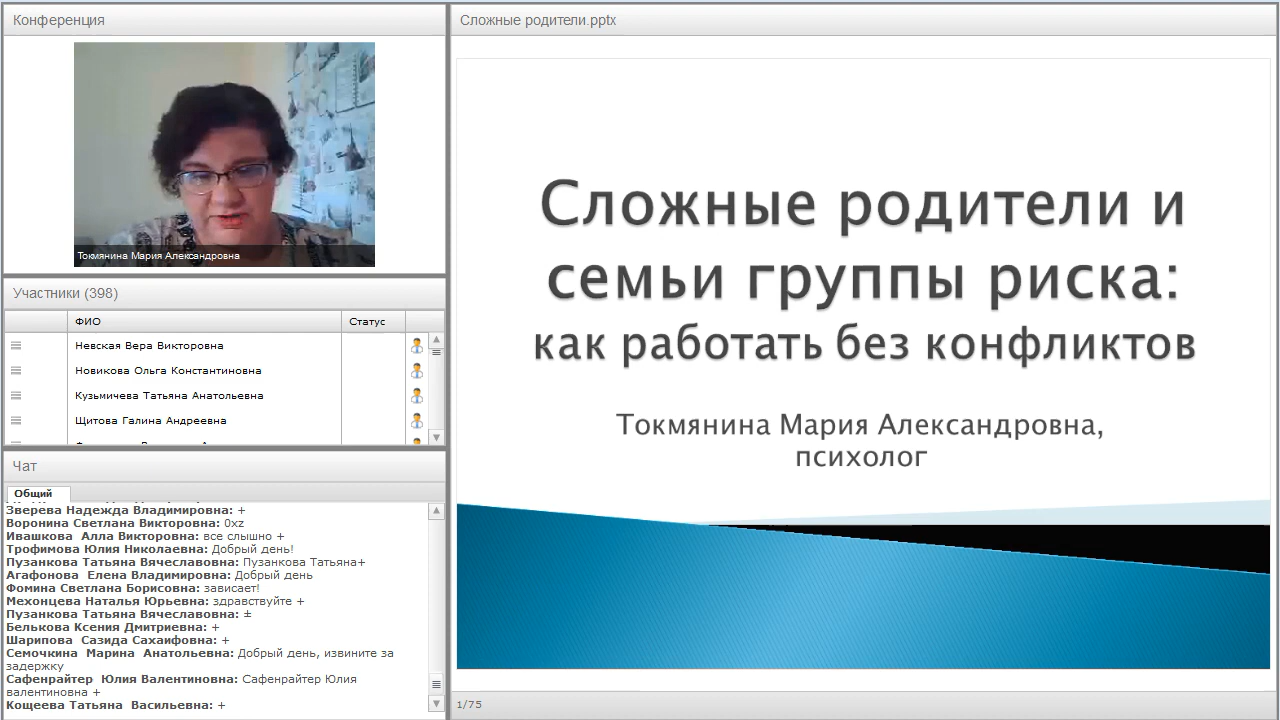 Конференция
Токмянина Мария Александровна
Участники (398)
ФИО Статус
Невская Вера Викторовна
Новикова Ольга Константиновна
Кузьмичева Татьяна Анатольевна
Щитова Галина Андреевна
Чат
Общий
Зверева Надежда Владимировна: +
Воронина Светлана Викторовна: 0xz
Ивашкова Алла Викторовна: все слышно +
Трофимова Юлия Николаевна: Добрый день!
Пузанкова Татьяна Вячеславовна: Пузанкова Татьяна+
Агафонова Елена Владимировна: Добрый день
Фомина Светлана Борисовна: зависает!
Мехонцева Наталья Юрьевна: здравствуйте +
Пузанкова Татьяна Вячеславовна: ±
Белькова Ксения Дмитриевна: +
Шарипова Сазида Сахаифовна: +
Семочкина Марина Анатольевна: Добрый день, извините за
задержку
Сафенрайтер Юлия Валентиновна: Сафенрайтер Юлия
валентиновна +
Кощеева Татьяна Васильевна: +
Сложные родители.pptx
Сложные родители и
семьи группы риска:
как работать без конфликтов
Токмянина Мария Александровна,
психолог
1/75